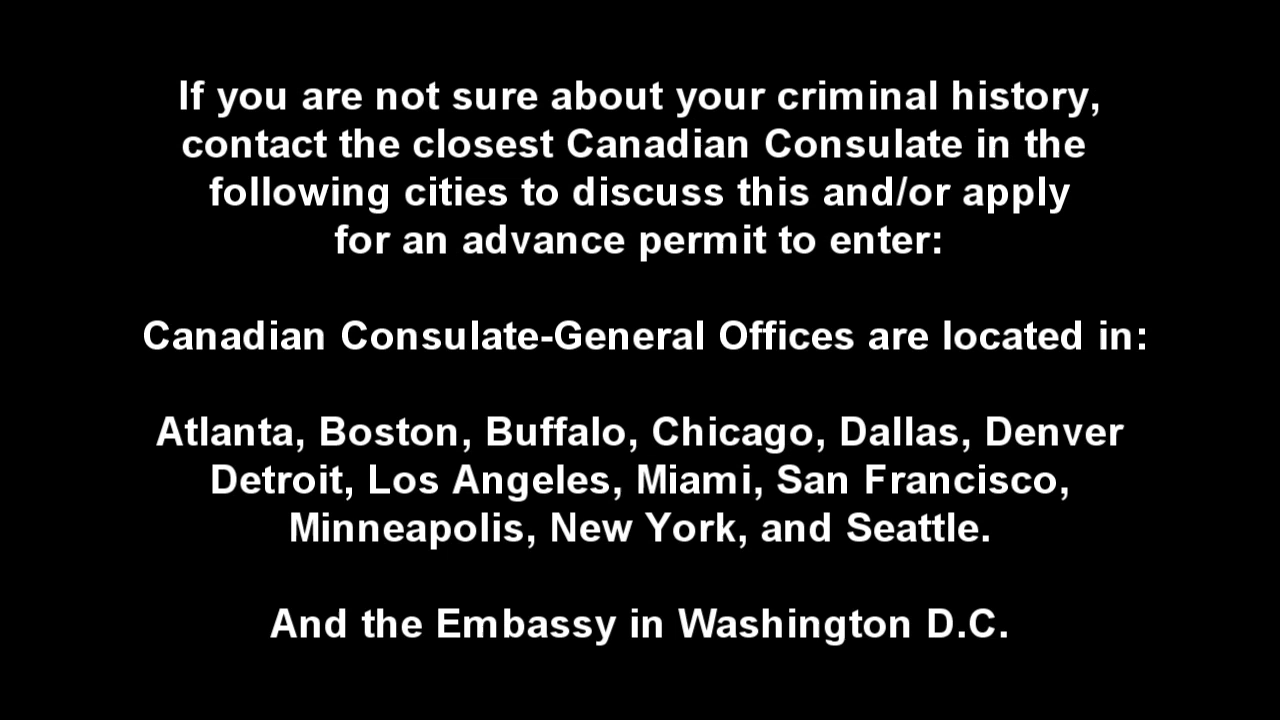 If you are not sure about your criminal history,
contact the closest Canadian Consulate in the
following cities to discuss this and/or apply
for an advance permit to enter:
Canadian Consulate-General Offices are located in:
Atlanta, Boston, Buffalo, Chicago, Dallas, Denver
Detroit, Los Angeles, Miami, San Francisco,
Minneapolis, New York, and Seattle.
And the Embassy in Washington D.C.